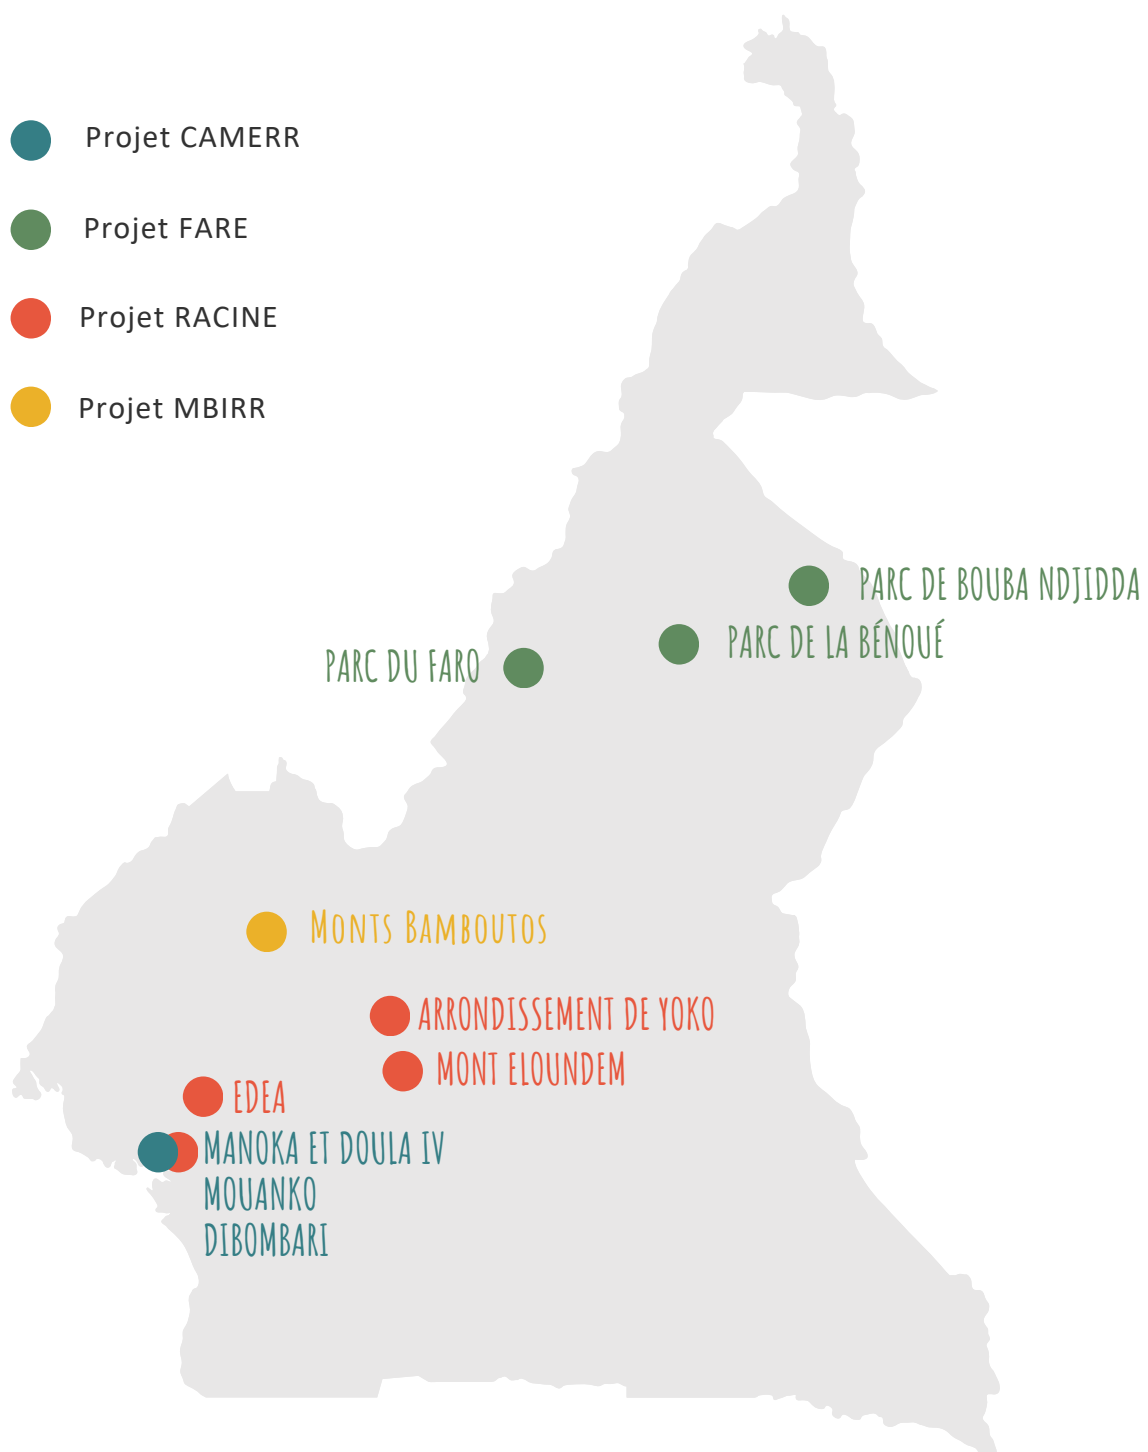 Projet CAMERR
Projet FARE
Projet RACINE
Projet MBIRR
PARC DE BOUBA NDJIDDA
PARC DE LA BÉNOUÉ
PARC DU FARO
MONTS BAMBOUTOS
ARRONDISSEMENT DE YOKO
MONT ELOUNDEM
EDEA
MANOKA ET DOULA IV
MOUANKO
DIBOMBARI